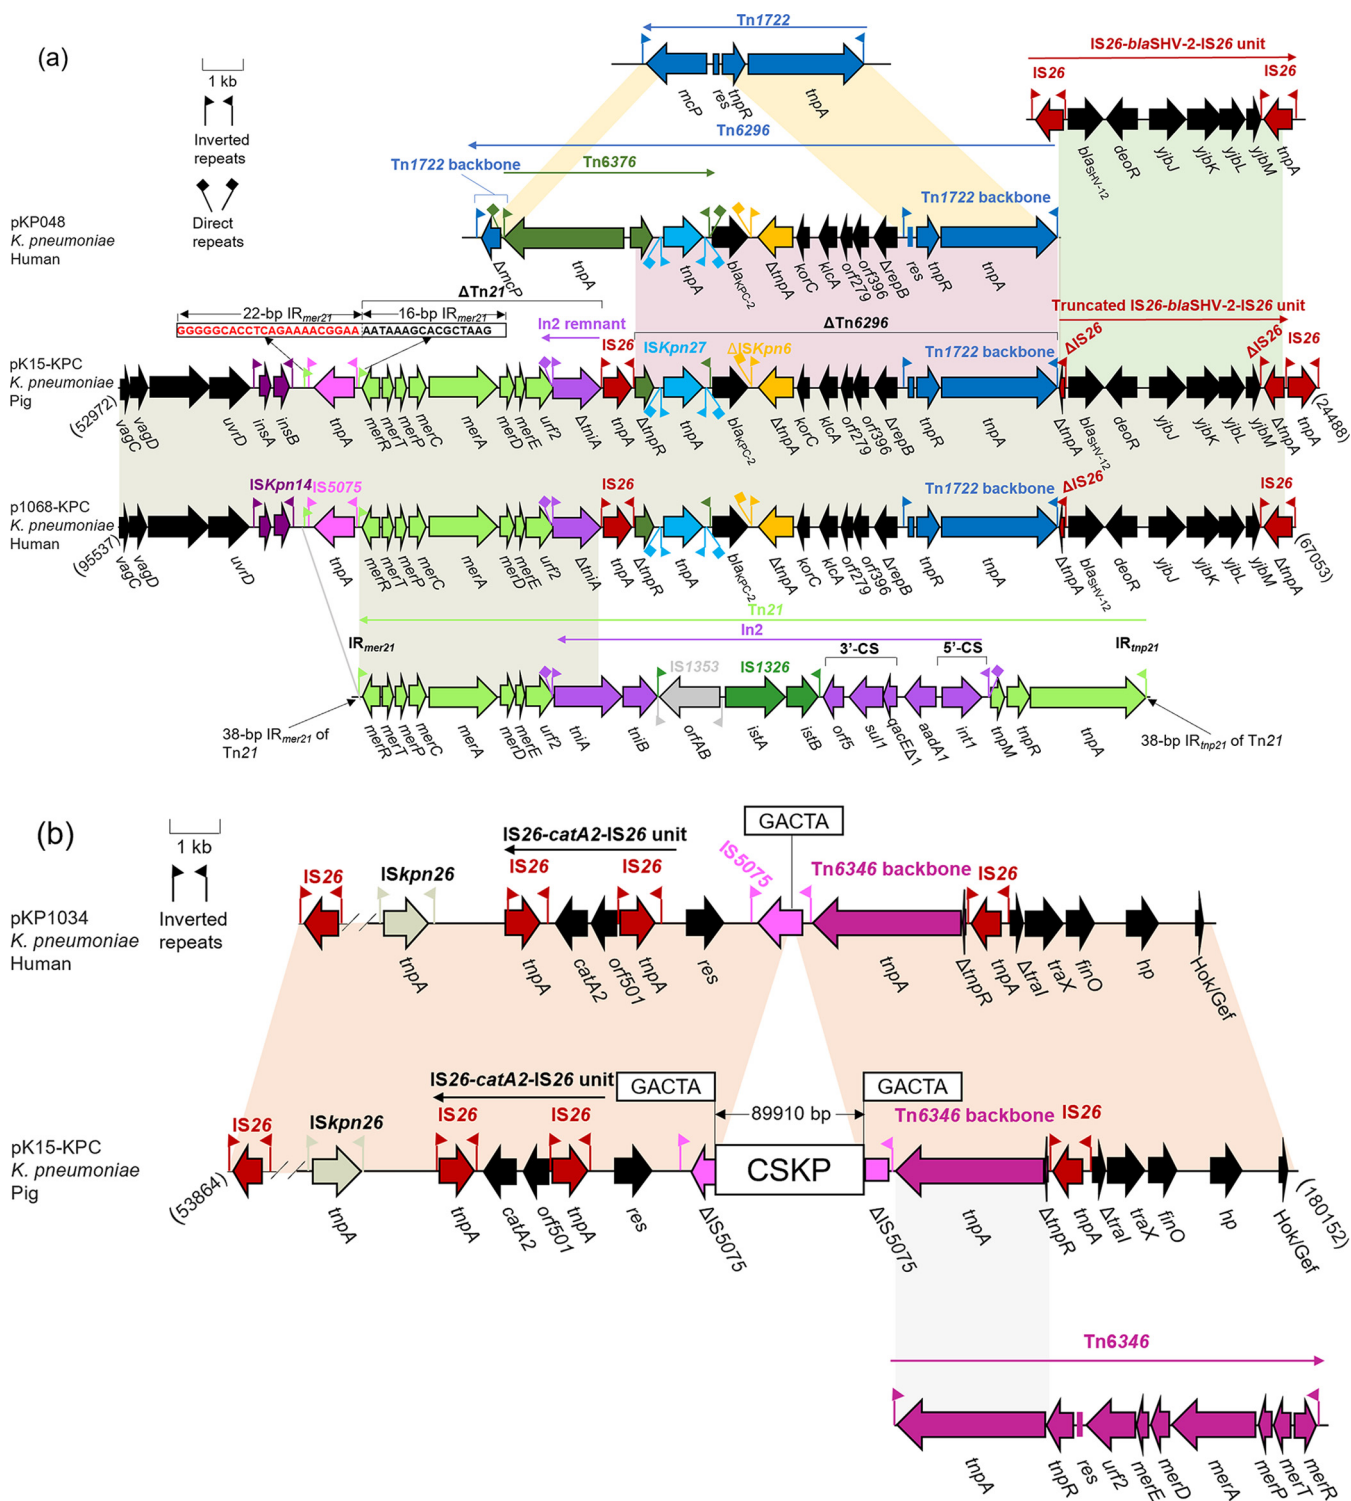 (a)
1 kb
Inverted
repeats
Direct
repeats
Tn1722
mcP res tnpR tnpA
IS26-blaSHV-2-IS26 unit
IS26 IS26
blaSHV-12 deoR yjbJ yjbK yjbL yjbM tnpA
Tn6296
Tn1722 backbone Tn6376
Tn1722 backbone
pKP048
K. pneumoniae
Human
ΔmcP tnpA tnpA blaKPC-2 ΔtnpA korC klcA orf279 orf396 ΔrepB res tnpR tnpA
ΔTn21
22-bp IRmer21 16-bp IRmer21
GGGGGCACCTCAGAAAACGGAAAATAAAGCACGCTAAG
In2 remnant
ΔTn6296
Truncated IS26-blaSHV-2-IS26 unit
IS26 ISKpn27 ΔISKpn6 Tn1722 backbone ΔIS26 ΔIS26 IS26
pK15-KPC
K. pneumoniae
Pig
(52972) (2488)
vagC vagD uvrD insA insB tnpA merR merT merP merC merA merD merE urf2 ΔtniA tnpA ΔtnpR tnpA blaKPC-2 ΔtnpA korC klcA orf279 orf396 ΔrepB tnpR tnpA ΔtnpA blaSHV-12 deoR yjbJ yjbK yjbL yjbM ΔtnpA tnpA
ISKpn14 IS5075 IS26 Tn1722 backbone ΔIS26 IS26
p1068-KPC
K. pneumoniae
Human
(95537) (67053)
vagC vagD uvrD tnpA merR merT merP merC merA merD merE urf2 ΔtniA tnpA ΔtnpR tnpA blaKPC-2 ΔtnpA korC klcA orf279 orf396 ΔrepB tnpR tnpA ΔtnpA blaSHV-12 deoR yjbJ yjbK yjbL yjbM ΔtnpA
Tn21
In2
IRmer21 IS1353 IS1326 3'-CS 5'-CS IRtnp21
38-bp IRmer21 of
Tn21
merR merT merP merC merA merD merE urf2 tniA tniB orfAB istA istB orf5 sul1 qacEΔ1 aadA1 int1 tnpM tnpR tnpA
38-bp IRtnp21 of Tn21
(b)
1 kb
Inverted
repeats
GACTA
IS26-catA2-IS26 unit
IS26 ISkpn26 IS26 IS26 IS5075 Tn6346 backbone IS26
pKP1034
K. pneumoniae
Human
tnpA tnpA catA2 orf501 tnpA res tnpA ΔtnpR tnpA ΔtraI traX finO hp Hok/Gef
IS26-catA2-IS26 unit GACTA GACTA
89910 bp
IS26 ISkpn26 IS26 IS26 Tn6346 backbone IS26
pK15-KPC
K. pneumoniae
Pig
CSKP
(53864) (180152)
tnpA tnpA catA2 orf501 tnpA res ΔIS5075 ΔIS5075 tnpA ΔtnpR tnpA ΔtraI traX finO hp Hok/Gef
Tn6346
tnpA tnpR res urf2 merE merD merA merP merT merR